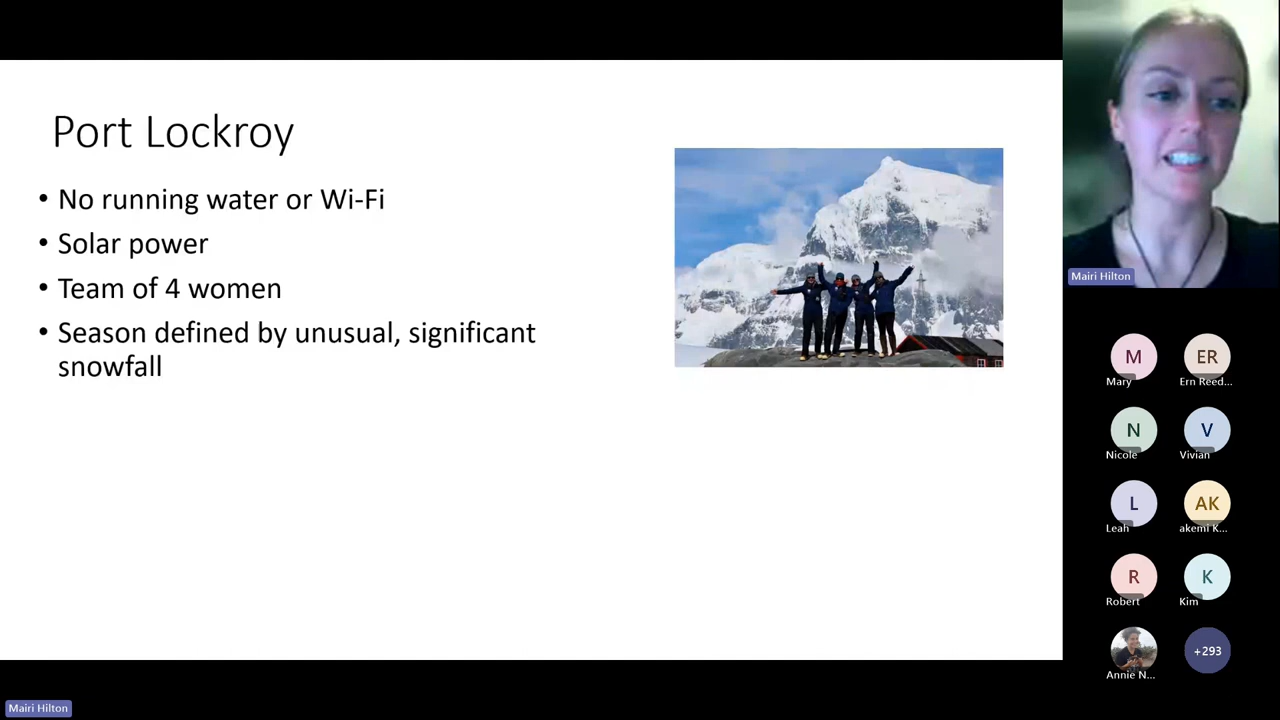 Port Lockroy
• No running water or Wi-Fi
• Solar power
• Team of 4 women
• Season defined by unusual, significant
snowfall
Mairi Hilton
M
ER
Mary
Ern Reed...
N
V
Nicole
Vivian
L
AK
Leah
akemi K...
R
K
Robert
Kim
+293
Annie N...
Mairi Hilton